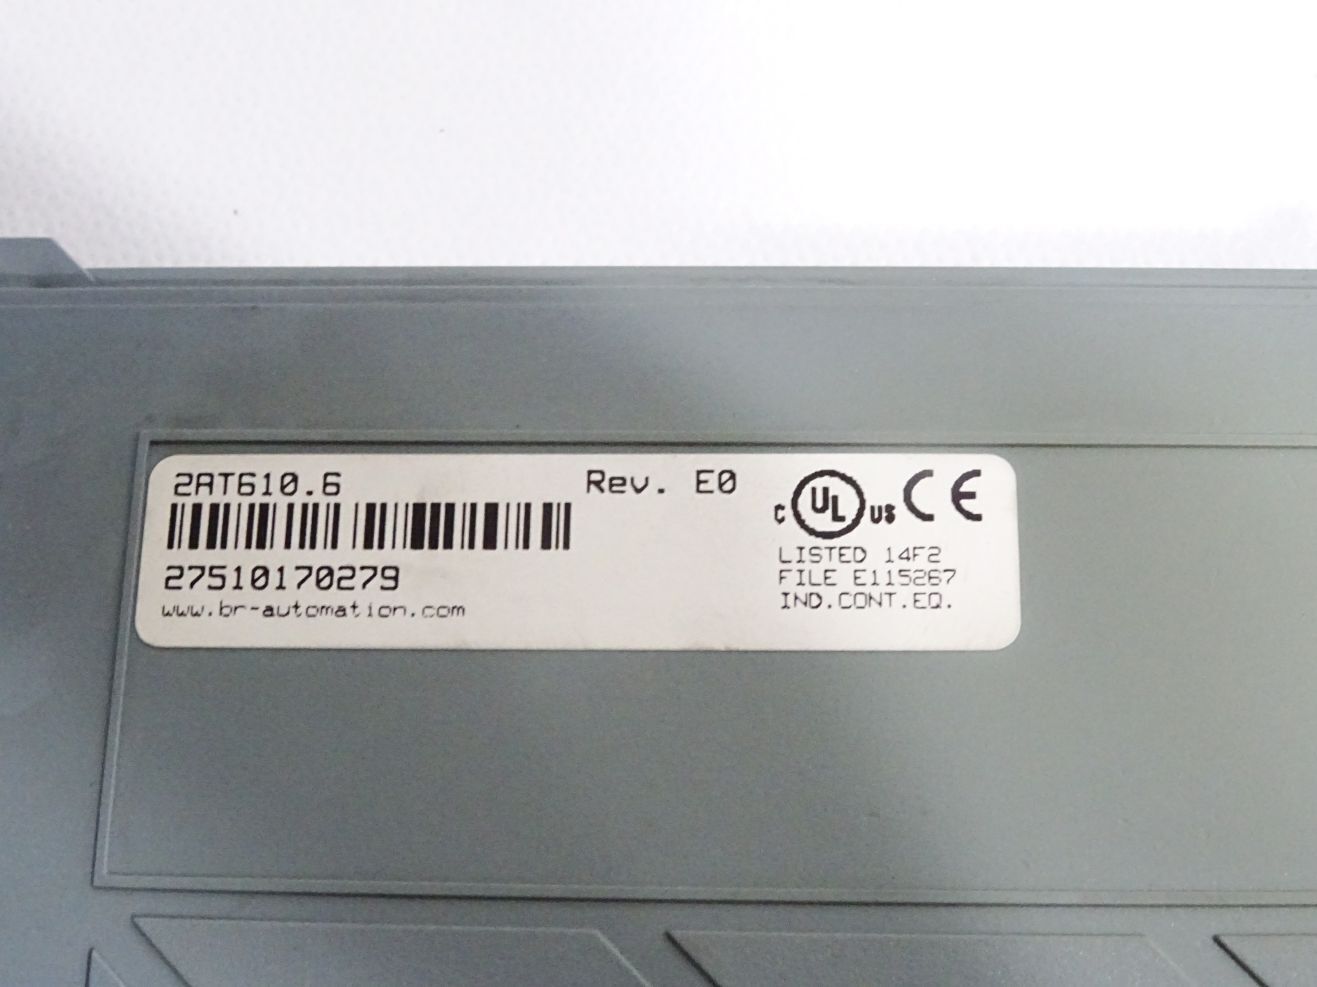 2AT610.6 Rev. E0
27510170279
www.br-automation.com
C UL US CE
LISTED 14F2
FILE E115267
IND.CONT.EQ.